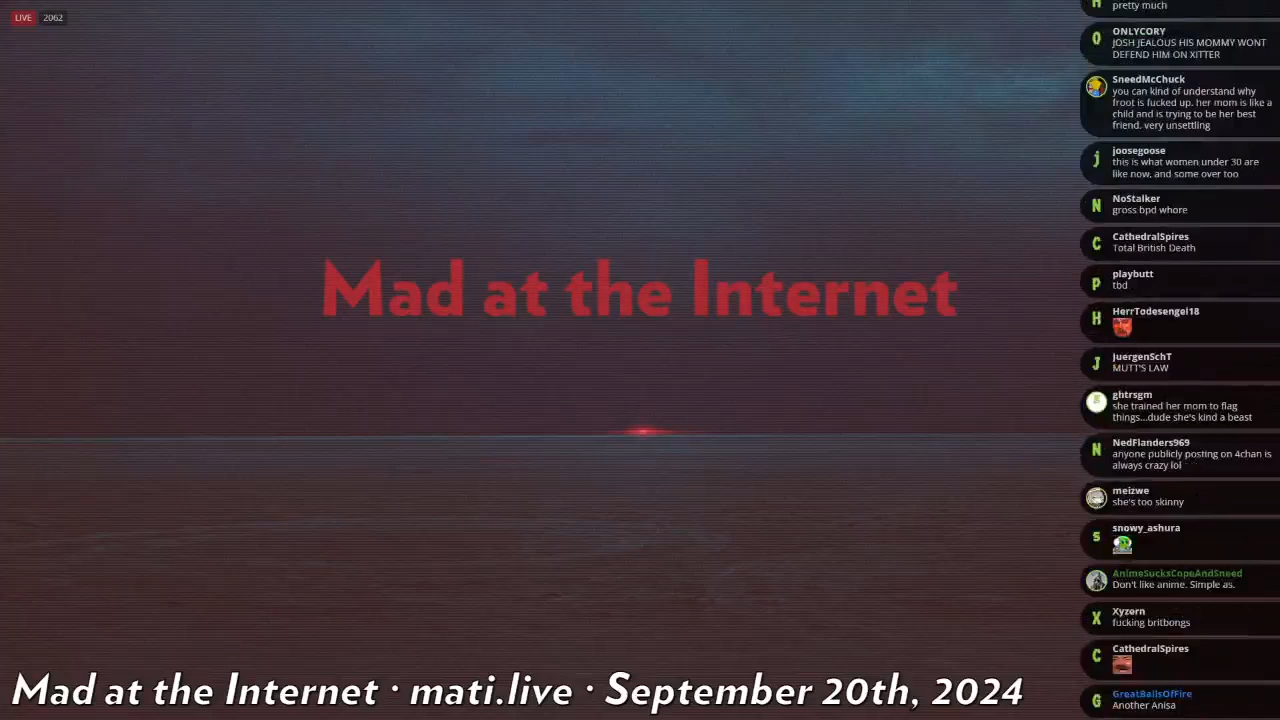 LIVE 2062
Mad at the Internet
pretty much
ONLYCORY
JOSH JEALOUS HIS MOMMY WONT
DEFEND HIM ON XITTER
SneedMcChuck
you can kind of understand why
froot is fucked up. her mom is like a
child and is trying to be her best
friend. very unsettling
joosegoose
this is what women under 30 are
like now, and some over too
NoStalker
gross bpd whore
CathedralSpires
Total British Death
playbutt
tbd
HerrTodesengel18
JuergenSchT
MUTT'S LAW
ghtrsgm
she trained her mom to flag
things...dude she's kind a beast
NedFlanders969
anyone publicly posting on 4chan is
always crazy lol
meizwe
she's too skinny
snowy_ashura
AnimeSucksCopeAndSneed
Don't like anime. Simple as.
Xyzern
fucking britbongs
CathedralSpires
GreatBallsOfFire
Another Anisa
Mad at the Internet · mati.live · September 20th, 2024